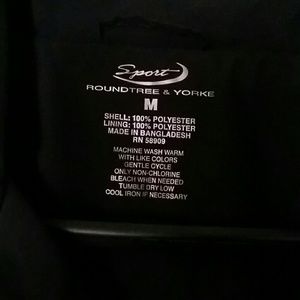 Sport
ROUNDTREE & YORKE
M
SHELL: 100% POLYESTER
LINING: 100% POLYESTER
MADE IN BANGLADESH
RN 58909
MACHINE WASH WARM
WITH LIKE COLORS
GENTLE CYCLE
ONLY NON-CHLORINE
BLEACH WHEN NEEDED
TUMBLE DRY LOW
COOL IRON IF NECESSARY